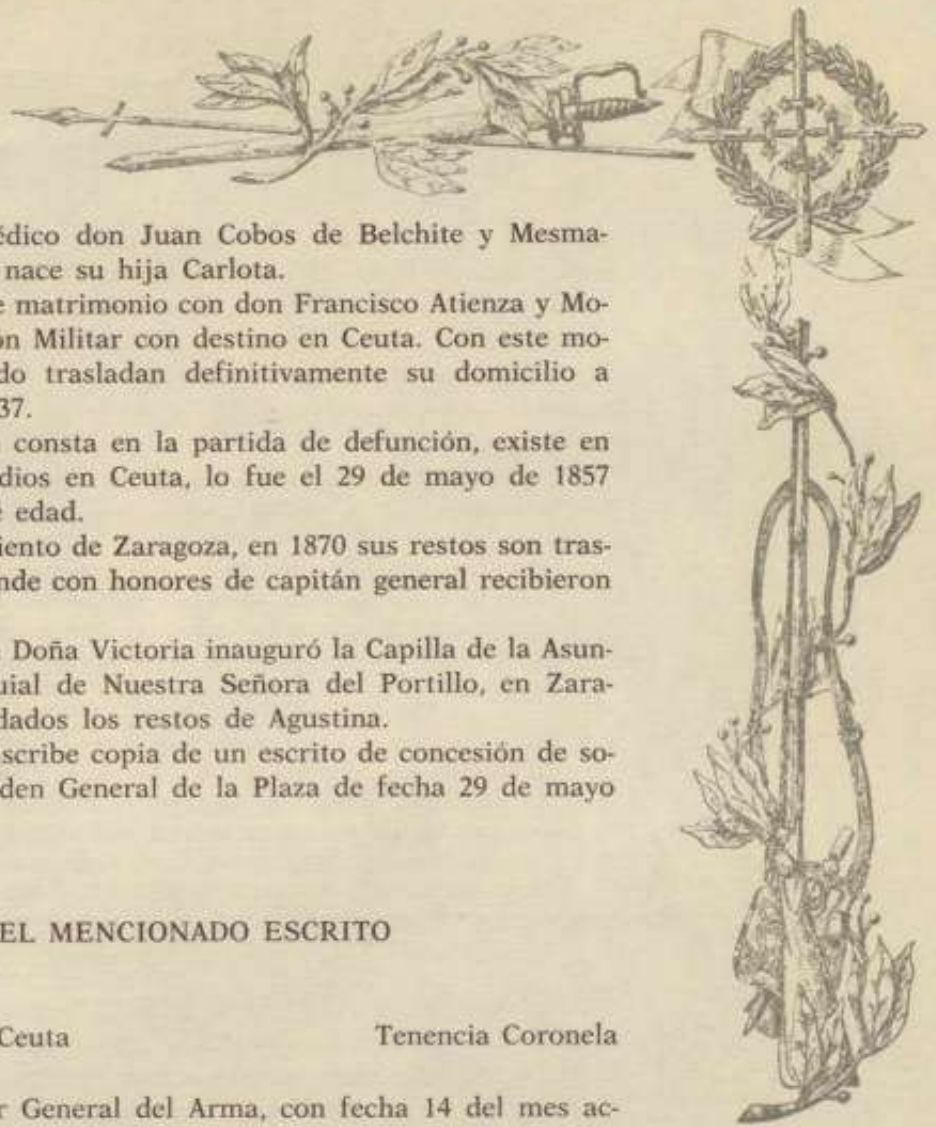 édico don Juan Cobos de Belchite y Mesma-
nace su hija Carlota.
e matrimonio con don Francisco Atienza y Mo-
ón Militar con destino en Ceuta. Con este mo-
do trasladan definitivamente su domicilio a
37.
consta en la partida de defunción, existe en
dios en Ceuta, lo fue el 29 de mayo de 1857
e edad.
iento de Zaragoza, en 1870 sus restos son tras-
nde con honores de capitán general recibieron
Doña Victoria inauguró la Capilla de la Asun-
uial de Nuestra Señora del Portillo, en Zara-
dados los restos de Agustina.
scribe copia de un escrito de concesión de so-
den General de la Plaza de fecha 29 de mayo
EL MENCIONADO ESCRITO
Ceuta Tenencia Coronela
r General del Arma, con fecha 14 del mes ac-